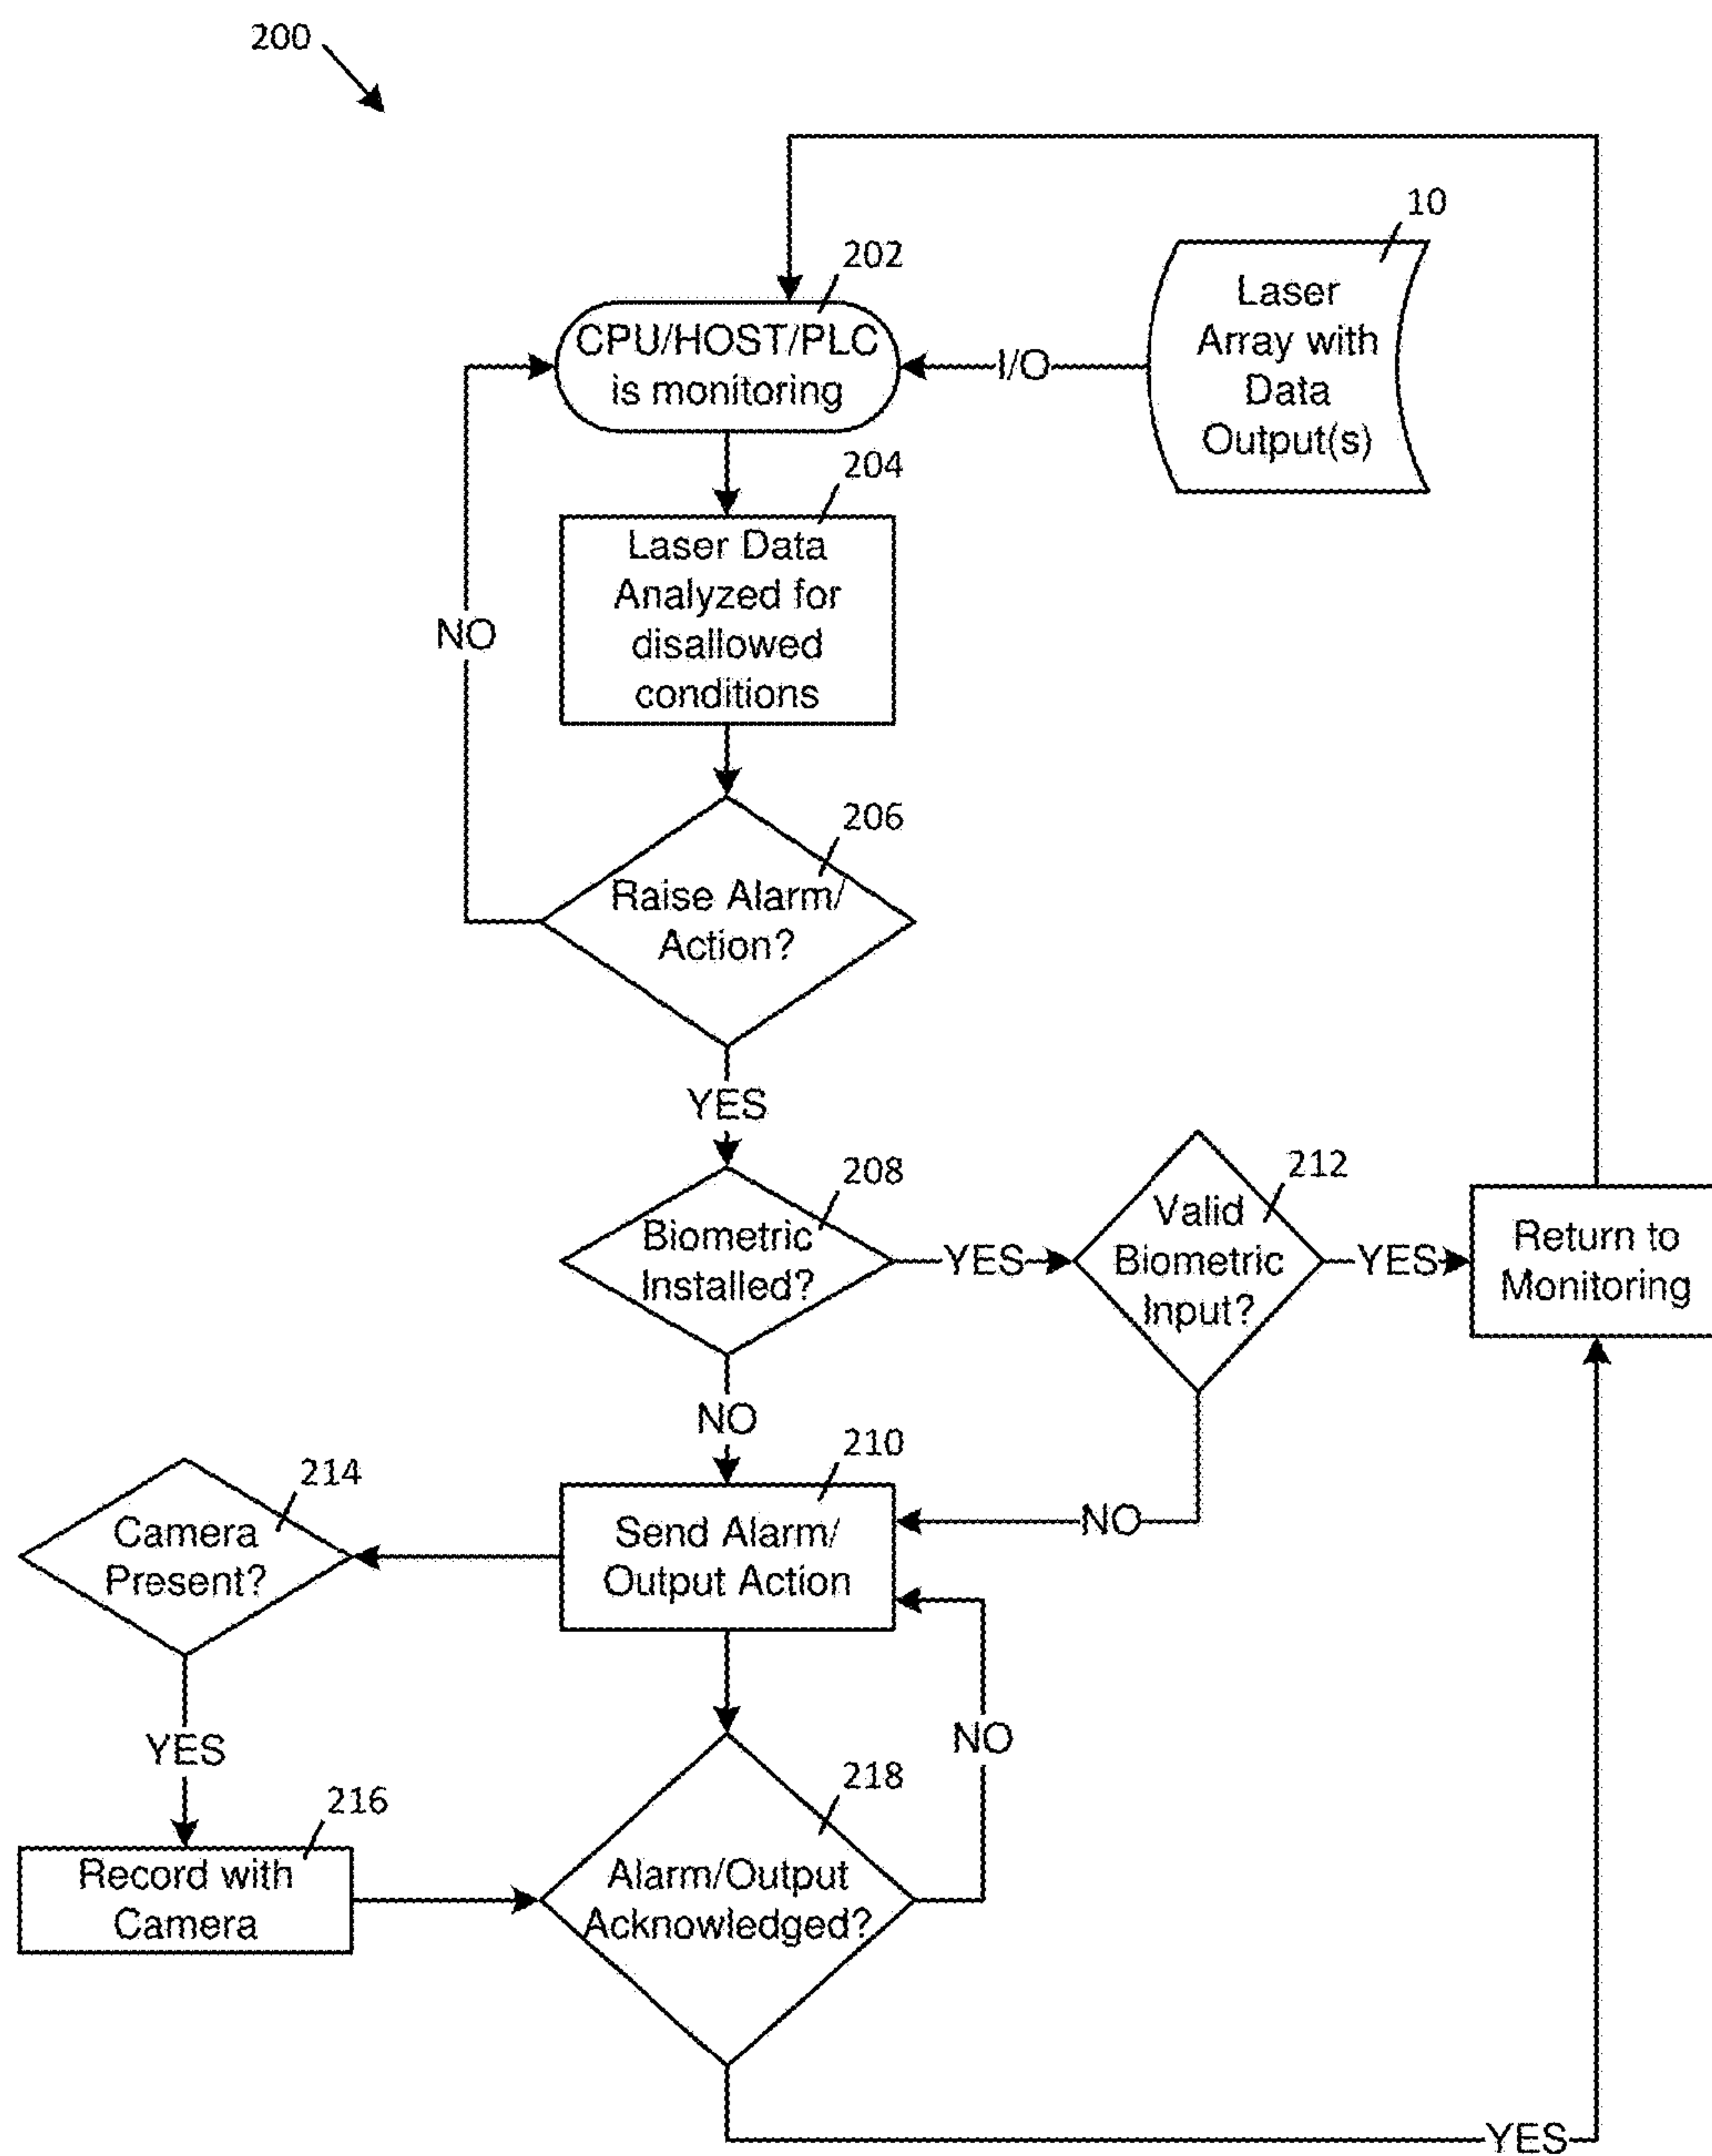 200
10
202
Laser
Array with
Data
Output(s)
CPU/HOST/PLC
is monitoring
I/O
204
Laser Data
Analyzed for
disallowed
conditions
NO
206
Raise Alarm/
Action?
YES
208
Biometric
Installed?
YES
212
Valid
Biometric
Input?
YES
Return to
Monitoring
NO
210
Send Alarm/
Output Action
NO
214
Camera
Present?
YES
216
Record with
Camera
218
Alarm/Output
Acknowledged?
NO
YES